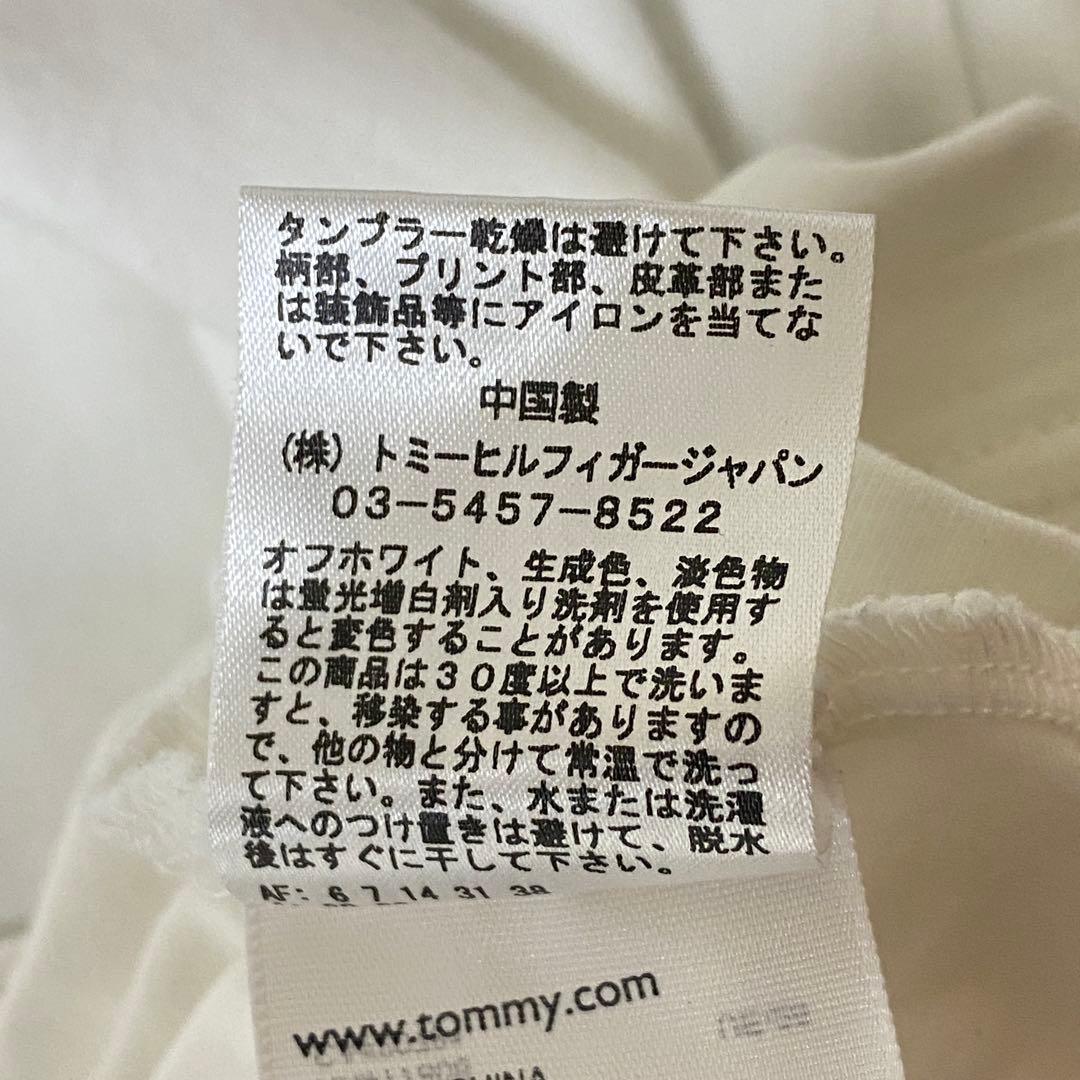 タンブラー乾燥は避けて下さい。
柄部、プリント部、皮革部また
は装飾品等にアイロンを当てな
いで下さい。
中国製
(株) トミーヒルフィガージャパン
03-5457-8522
オフホワイト、生成色、淡色物
は蛍光増白剤入り洗剤を使用す
ると変色することがあります。
この商品は30度以上で洗いま
すと、移染する事がありますの
で、他の物と分けて常温で洗っ
て下さい。また、水または洗濯
液へのつけ置きは避けて、脱水
後はすぐに干して下さい。
AF: 6 7 14 31 38
www.tommy.com
CHINA